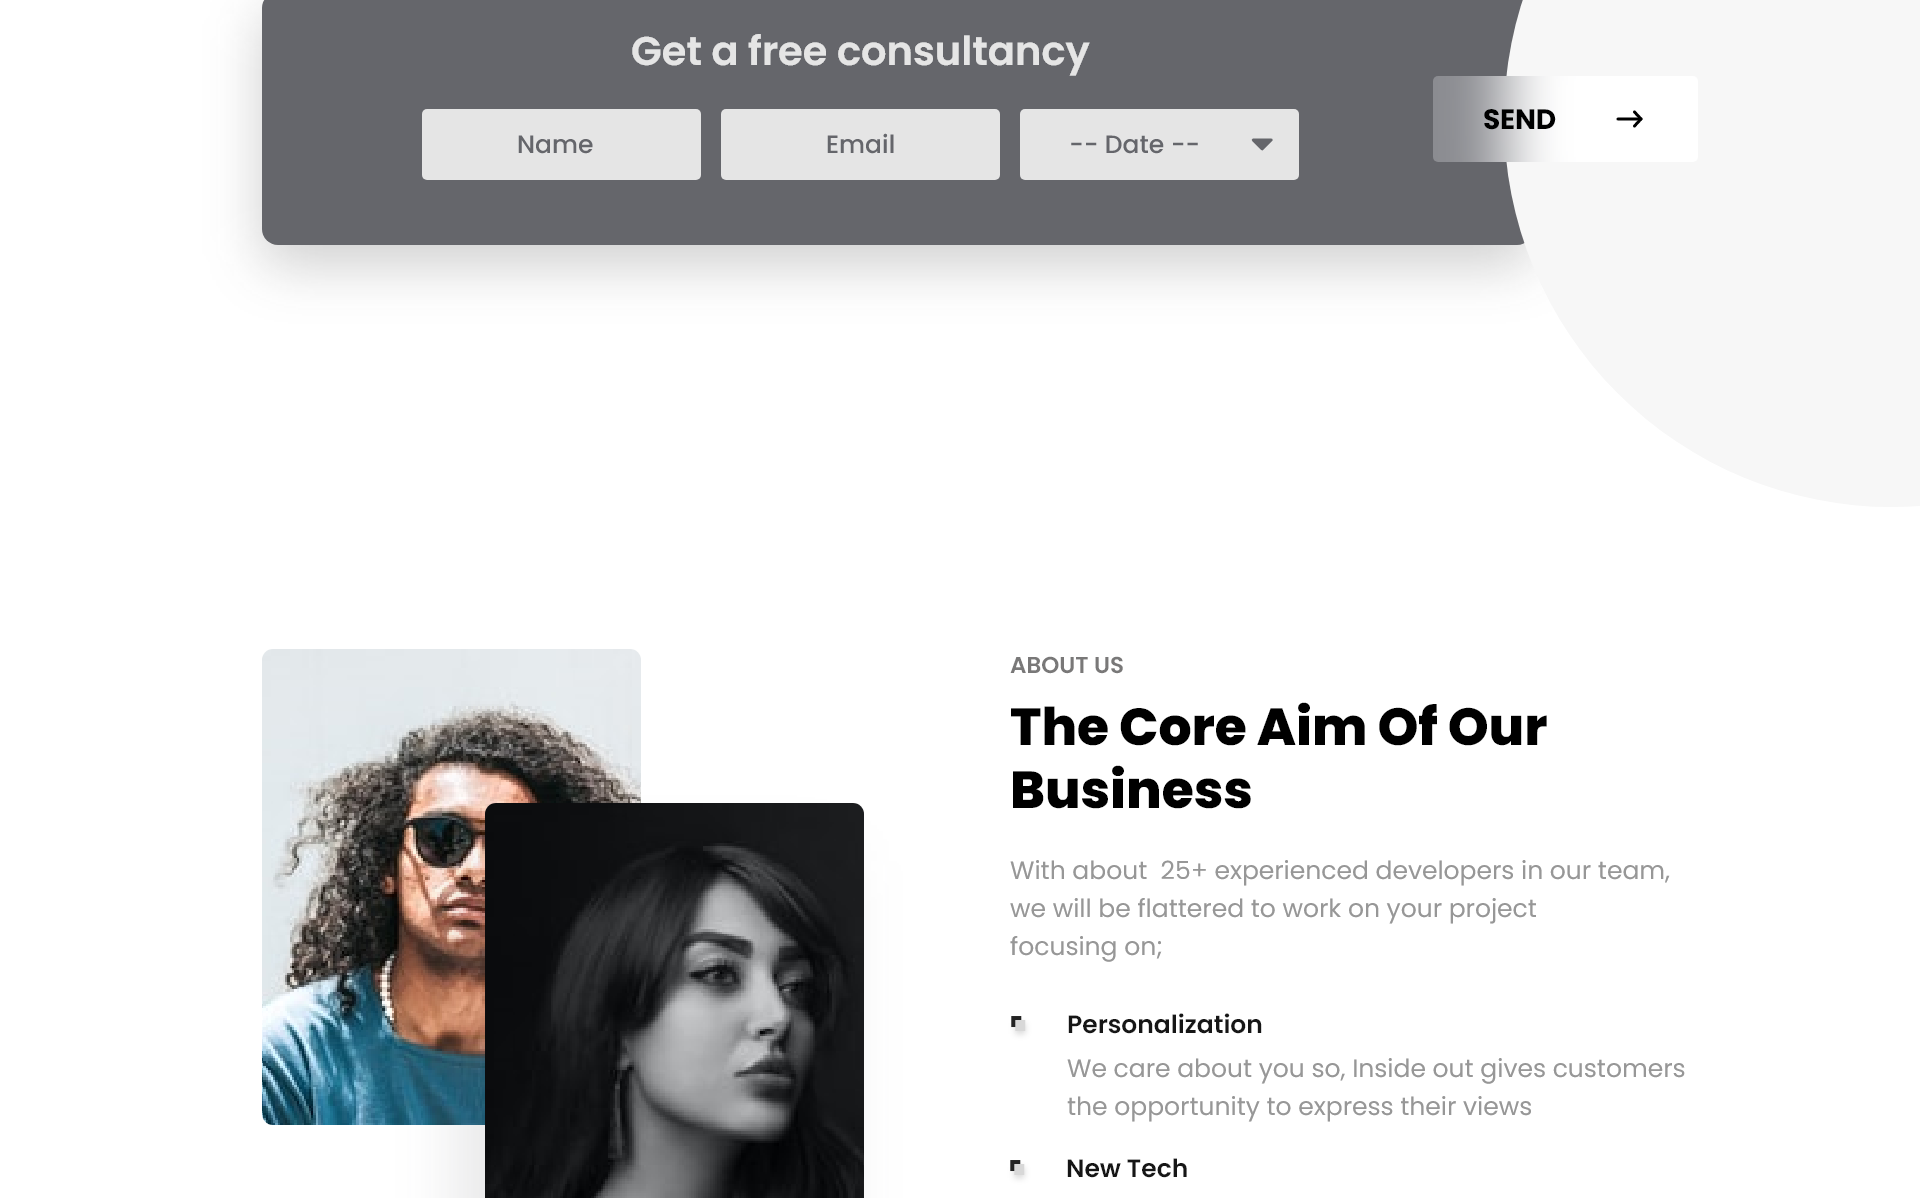 Get a free consultancy
Name
Email
-- Date --
SEND
ABOUT US
The Core Aim Of Our
Business
With about  25+ experienced developers in our team,
we will be flattered to work on your project
focusing on;
Personalization
We care about you so, Inside out gives customers
the opportunity to express their views
New Tech